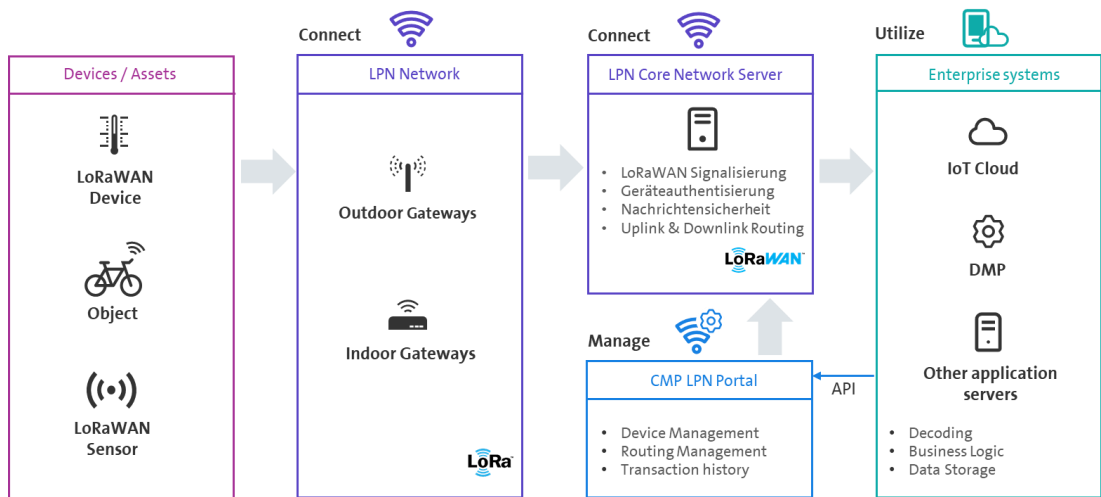 Connect
Connect
Utilize
Devices / Assets
LoRaWAN
Device
Object
LoRaWAN
Sensor
LPN Network
Outdoor Gateways
Indoor Gateways
LoRa
LPN Core Network Server
• LoRaWAN Signalisierung
• Geräteauthentisierung
• Nachrichtensicherheit
• Uplink & Downlink Routing
LoRaWAN™
Manage
CMP LPN Portal
• Device Management
• Routing Management
• Transaction history
API
Enterprise systems
IoT Cloud
DMP
Other application
servers
• Decoding
• Business Logic
• Data Storage